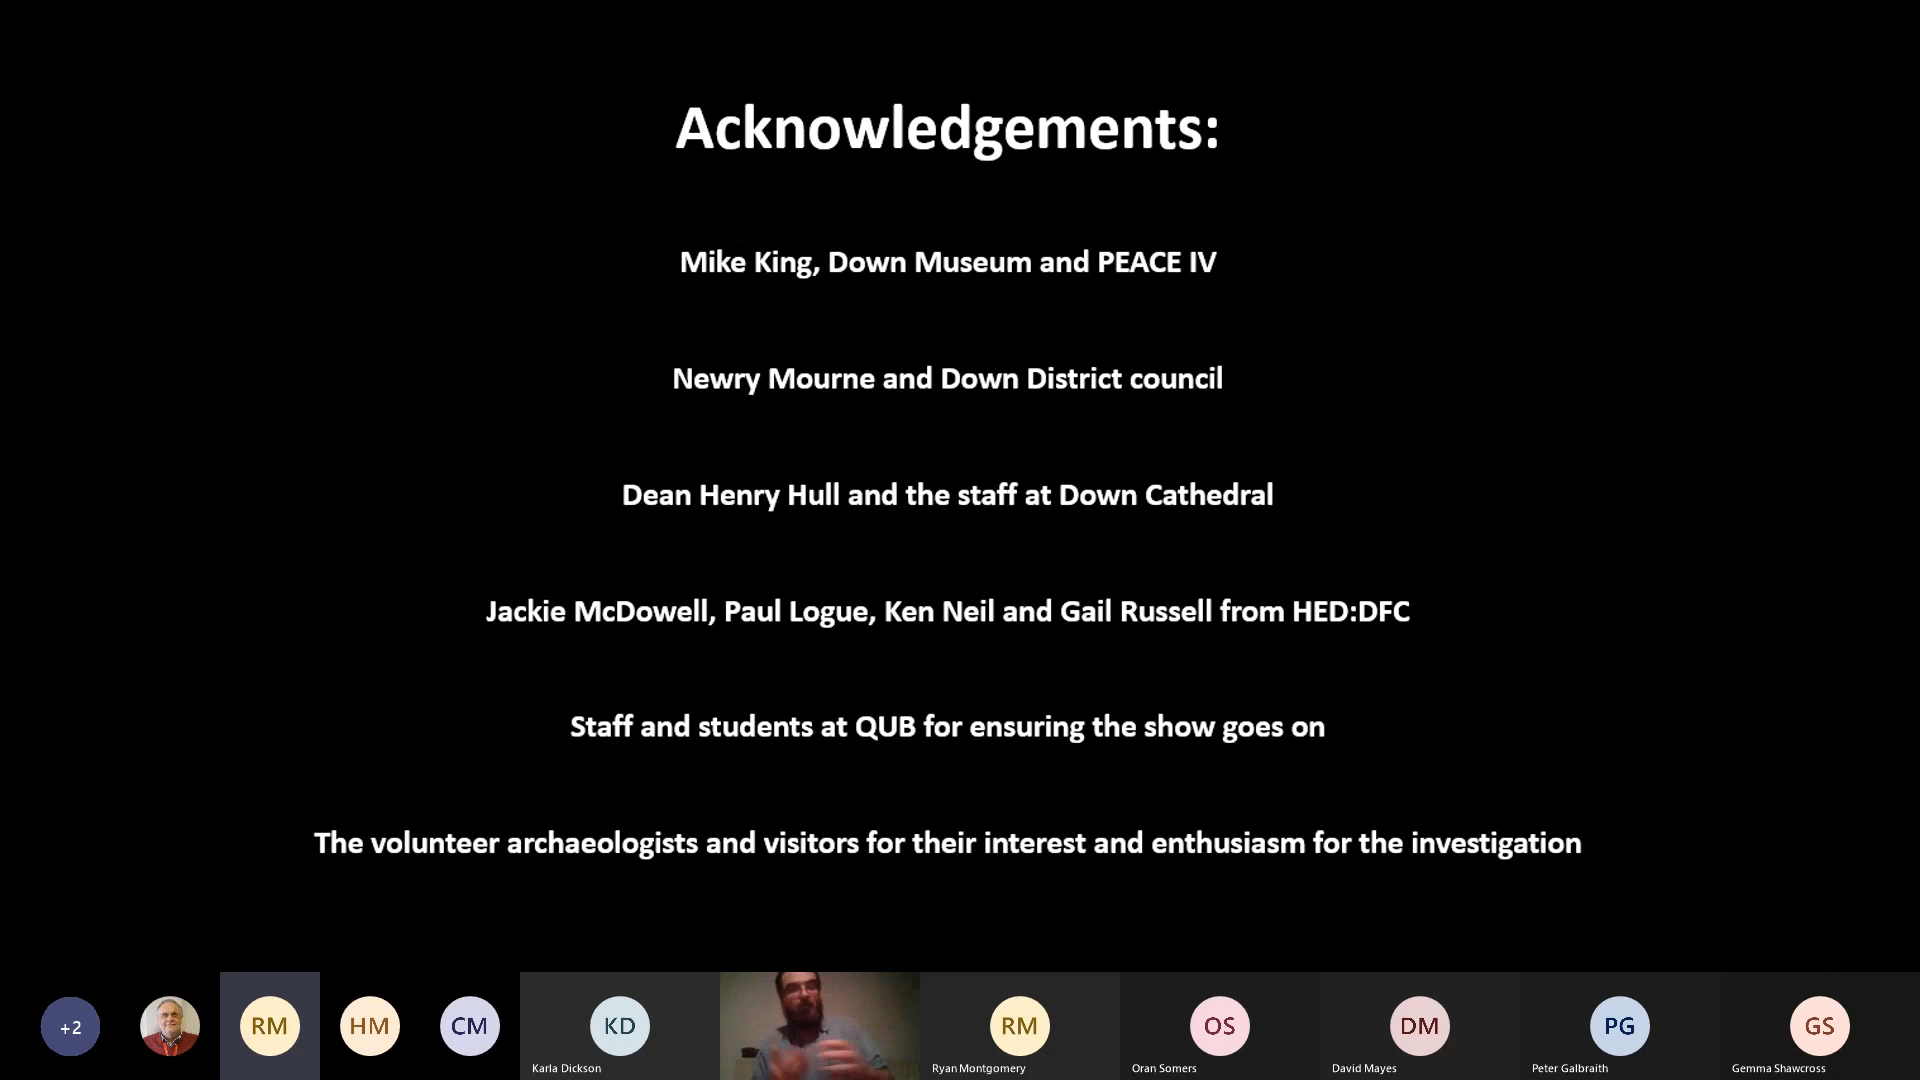 Acknowledgements:
Mike King, Down Museum and PEACE IV
Newry Mourne and Down District council
Dean Henry Hull and the staff at Down Cathedral
Jackie McDowell, Paul Logue, Ken Neil and Gail Russell from HED:DFC
Staff and students at QUB for ensuring the show goes on
The volunteer archaeologists and visitors for their interest and enthusiasm for the investigation
+2
RM
HM
CM
KD
Karla Dickson
RM
Ryan Montgomery
OS
Oran Somers
DM
David Mayes
PG
Peter Galbraith
GS
Gemma Shawcross